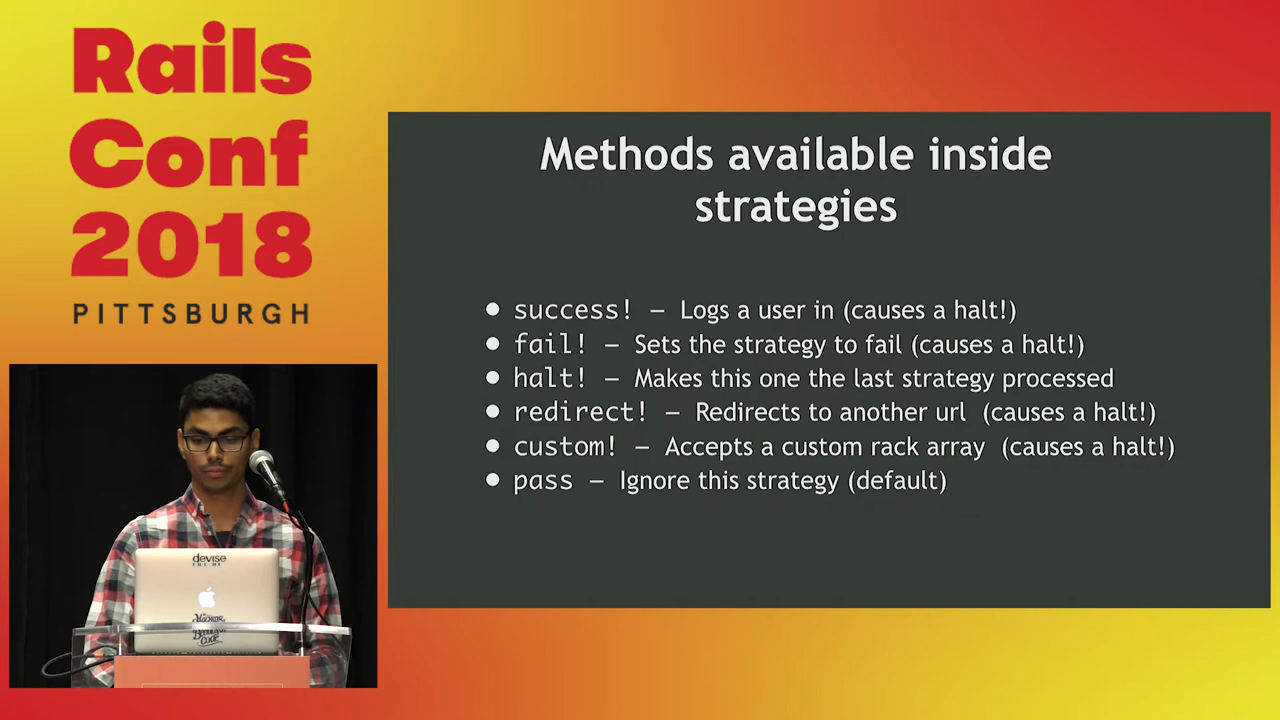 Rails
Conf
2018
PITTSBURGH
Methods available inside
strategies
● success! – Logs a user in (causes a halt!)
● fail! – Sets the strategy to fail (causes a halt!)
● halt! – Makes this one the last strategy processed
● redirect! – Redirects to another url (causes a halt!)
● custom! – Accepts a custom rack array (causes a halt!)
● pass – Ignore this strategy (default)
devise
Code